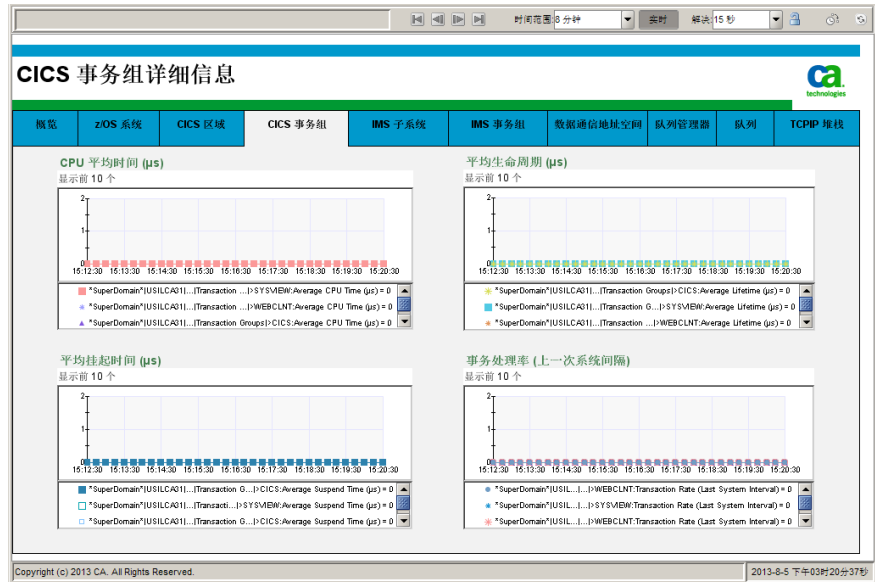 时间范围:8 分钟 实时 解决:15 秒
CICS 事务组详细信息
ca
technologies
概览 z/OS 系统 CICS 区域 CICS 事务组 IMS 子系统 IMS 事务组 数据通信地址空间 队列管理器 队列 TCPIP 堆栈
CPU 平均时间 (µs)
显示前 10 个
2
1
0
15:12:30 15:13:30 15:14:30 15:15:30 15:16:30 15:17:30 15:18:30 15:19:30 15:20:30
*SuperDomain*|USILCA31|...|Transaction ...|>SYSVIEW:Average CPU Time (µs) = 0
*SuperDomain*|USILCA31|...|Transaction ...|>WEBCLNT:Average CPU Time (µs) = 0
*SuperDomain*|USILCA31|...|Transaction Groups|>CICS:Average CPU Time (µs) = 0
平均生命周期 (µs)
显示前 10 个
2
1
0
15:12:30 15:13:30 15:14:30 15:15:30 15:16:30 15:17:30 15:18:30 15:19:30 15:20:30
*SuperDomain*|USILCA31|...|Transaction Groups|>CICS:Average Lifetime (µs) = 0
*SuperDomain*|USILCA31|...|Transaction G...|>SYSVIEW:Average Lifetime (µs) = 0
*SuperDomain*|USILCA31|...|Transaction ...|>WEBCLNT:Average Lifetime (µs) = 0
平均挂起时间 (µs)
显示前 10 个
2
1
0
15:12:30 15:13:30 15:14:30 15:15:30 15:16:30 15:17:30 15:18:30 15:19:30 15:20:30
*SuperDomain*|USILCA31|...|Transaction G...|>CICS:Average Suspend Time (µs) = 0
*SuperDomain*|USILCA31|...|Transacti...|>SYSVIEW:Average Suspend Time (µs) = 0
*SuperDomain*|USILCA31|...|Transaction G...|>CICS:Average Suspend Time (µs) = 0
事务处理率 (上一次系统间隔)
显示前 10 个
2
1
0
15:12:30 15:13:30 15:14:30 15:15:30 15:16:30 15:17:30 15:18:30 15:19:30 15:20:30
*SuperDomain*|USIL...|...|>WEBCLNT:Transaction Rate (Last System Interval) = 0
*SuperDomain*|USIL...|...|>SYSVIEW:Transaction Rate (Last System Interval) = 0
*SuperDomain*|USIL...|...|>WEBCLNT:Transaction Rate (Last System Interval) = 0
Copyright (c) 2013 CA. All Rights Reserved.
2013-8-5 下午03时20分37秒